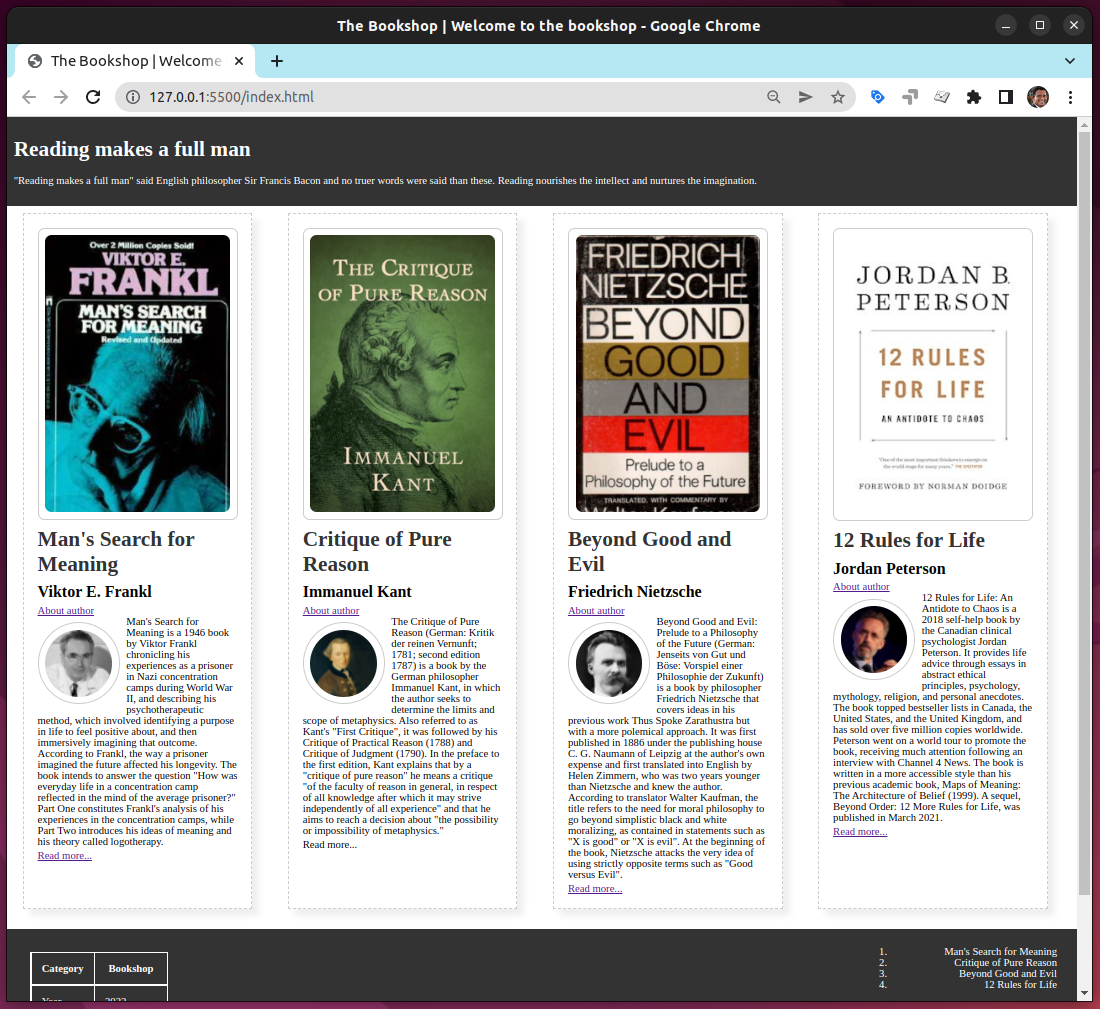 The Bookshop | Welcome to the bookshop - Google Chrome
The Bookshop | Welcome
127.0.0.1:5500/index.html
Reading makes a full man
"Reading makes a full man" said English philosopher Sir Francis Bacon and no truer words were said than these. Reading nourishes the intellect and nurtures the imagination.
Over 2 Million Copies Sold!
VIKTOR E.
FRANKL
MAN'S SEARCH
FOR MEANING
Revised and Updated
Man's Search for
Meaning
Viktor E. Frankl
About author
Man's Search for
Meaning is a 1946 book
by Viktor Frankl
chronicling his
experiences as a prisoner
in Nazi concentration
camps during World War
II, and describing his
psychotherapeutic
method, which involved identifying a purpose
in life to feel positive about, and then
immersively imagining that outcome.
According to Frankl, the way a prisoner
imagined the future affected his longevity. The
book intends to answer the question "How was
everyday life in a concentration camp
reflected in the mind of the average prisoner?"
Part One constitutes Frankl's analysis of his
experiences in the concentration camps, while
Part Two introduces his ideas of meaning and
his theory called logotherapy.
Read more...
THE CRITIQUE
OF PURE REASON
IMMANUEL
KANT
Critique of Pure
Reason
Immanuel Kant
About author
The Critique of Pure
Reason (German: Kritik
der reinen Vernunft;
1781; second edition
1787) is a book by the
German philosopher
Immanuel Kant, in which
the author seeks to
determine the limits and
scope of metaphysics. Also referred to as
Kant's "First Critique", it was followed by his
Critique of Practical Reason (1788) and
Critique of Judgment (1790). In the preface to
the first edition, Kant explains that by a
"critique of pure reason" he means a critique
"of the faculty of reason in general, in respect
of all knowledge after which it may strive
independently of all experience" and that he
aims to reach a decision about "the possibility
or impossibility of metaphysics."
Read more...
FRIEDRICH
NIETZSCHE
BEYOND
GOOD
AND
EVIL
Prelude to a
Philosophy of the Future
TRANSLATED, WITH COMMENTARY BY
Beyond Good and
Evil
Friedrich Nietzsche
About author
Beyond Good and Evil:
Prelude to a Philosophy
of the Future (German:
Jenseits von Gut und
Böse: Vorspiel einer
Philosophie der Zukunft)
is a book by philosopher
Friedrich Nietzsche that
covers ideas in his
previous work Thus Spoke Zarathustra but
with a more polemical approach. It was first
published in 1886 under the publishing house
C. G. Naumann of Leipzig at the author's own
expense and first translated into English by
Helen Zimmern, who was two years younger
than Nietzsche and knew the author.
According to translator Walter Kaufman, the
title refers to the need for moral philosophy to
go beyond simplistic black and white
moralizing, as contained in statements such as
"X is good" or "X is evil". At the beginning of
the book, Nietzsche attacks the very idea of
using strictly opposite terms such as "Good
versus Evil".
Read more...
JORDAN B.
PETERSON
12 RULES
FOR LIFE
AN ANTIDOTE TO CHAOS
"One of the most important thinkers to emerge on
the world stage for many years." THE SPECTATOR
FOREWORD BY NORMAN DOIDGE
12 Rules for Life
Jordan Peterson
About author
12 Rules for Life: An
Antidote to Chaos is a
2018 self-help book by
the Canadian clinical
psychologist Jordan
Peterson. It provides life
advice through essays in
abstract ethical
principles, psychology,
mythology, religion, and personal anecdotes.
The book topped bestseller lists in Canada, the
United States, and the United Kingdom, and
has sold over five million copies worldwide.
Peterson went on a world tour to promote the
book, receiving much attention following an
interview with Channel 4 News. The book is
written in a more accessible style than his
previous academic book, Maps of Meaning:
The Architecture of Belief (1999). A sequel,
Beyond Order: 12 More Rules for Life, was
published in March 2021.
Read more...
Category Bookshop
1. Man's Search for Meaning
2. Critique of Pure Reason
3. Beyond Good and Evil
4. 12 Rules for Life